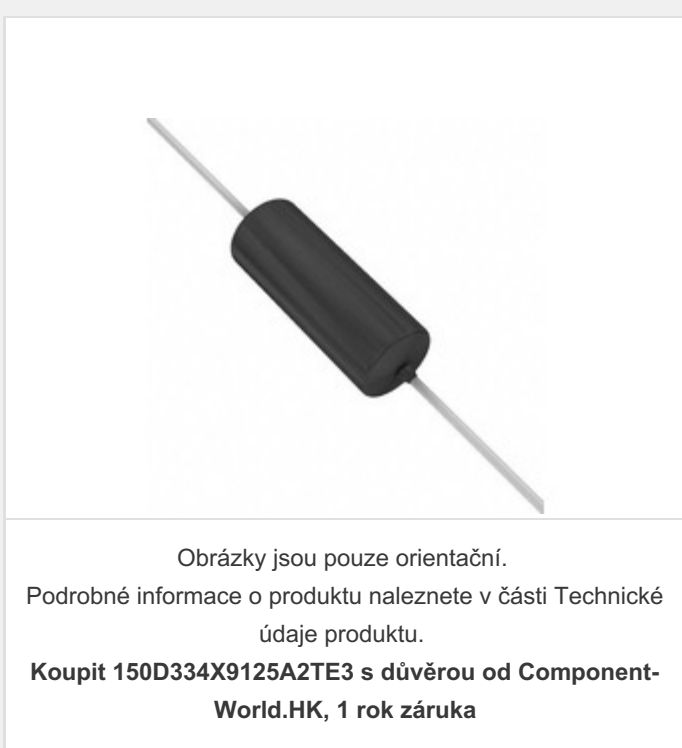 Obrázky jsou pouze orientační.
Podrobné informace o produktu naleznete v části Technické
údaje produktu.
Koupit 150D334X9125A2TE3 s důvěrou od Component-
World.HK, 1 rok záruka